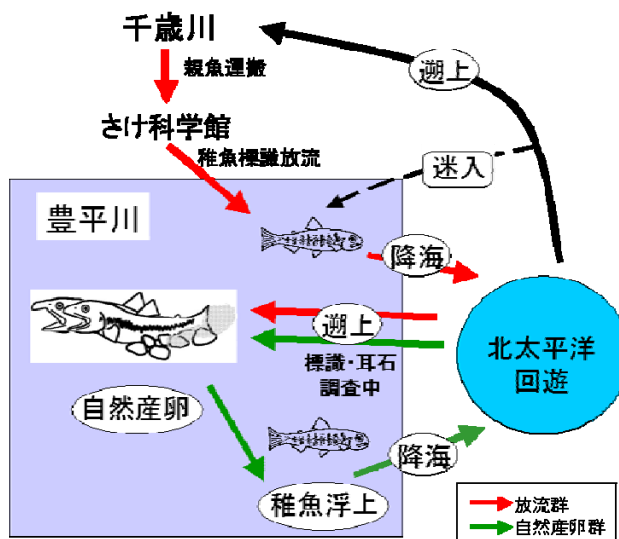 千歳川
親魚運搬
遡上
さけ科学館
稚魚標識放流
迷入
豊平川
降海
遡上
北太平洋
回遊
標識・耳石
調査中
自然産卵
降海
稚魚浮上
放流群
自然産卵群